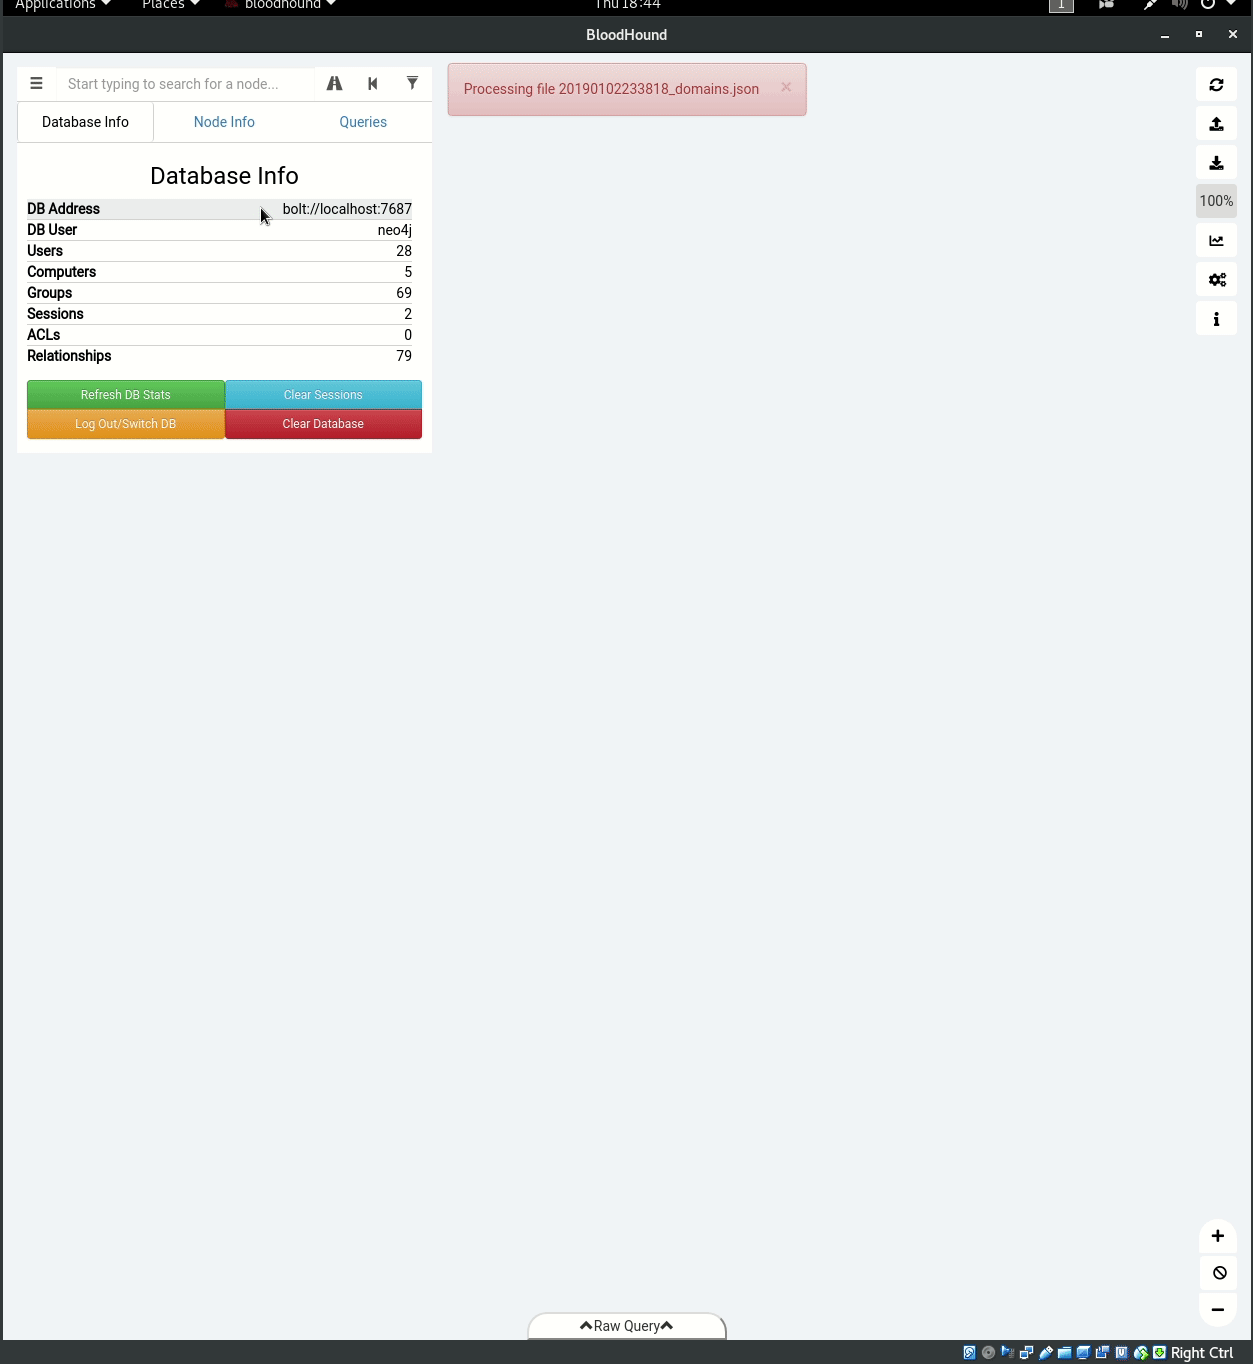 Applications Places bloodhound Thu 18:44 1
BloodHound
Start typing to search for a node...
Processing file 20190102233818_domains.json ×
Database Info Node Info Queries
Database Info
DB Address bolt://localhost:7687
DB User neo4j
Users 28
Computers 5
Groups 69
Sessions 2
ACLs 0
Relationships 79
Refresh DB Stats Clear Sessions
Log Out/Switch DB Clear Database
100%
Raw Query
Right Ctrl